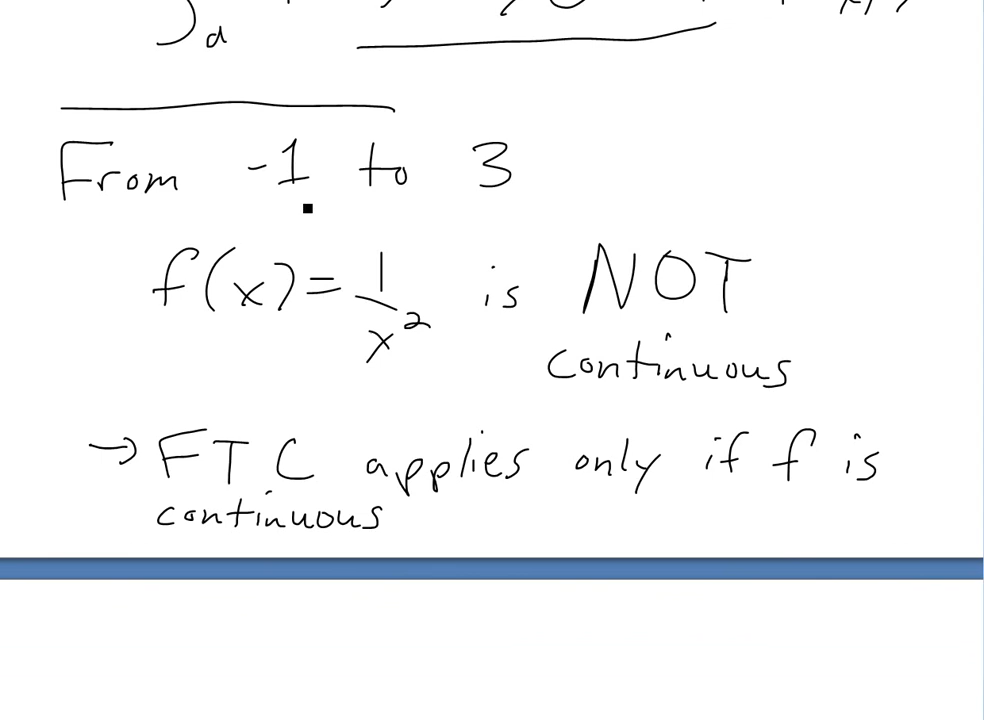 From -1 to 3
f(x) = 1/x² is NOT
continuous
→ FTC applies only if f is
continuous